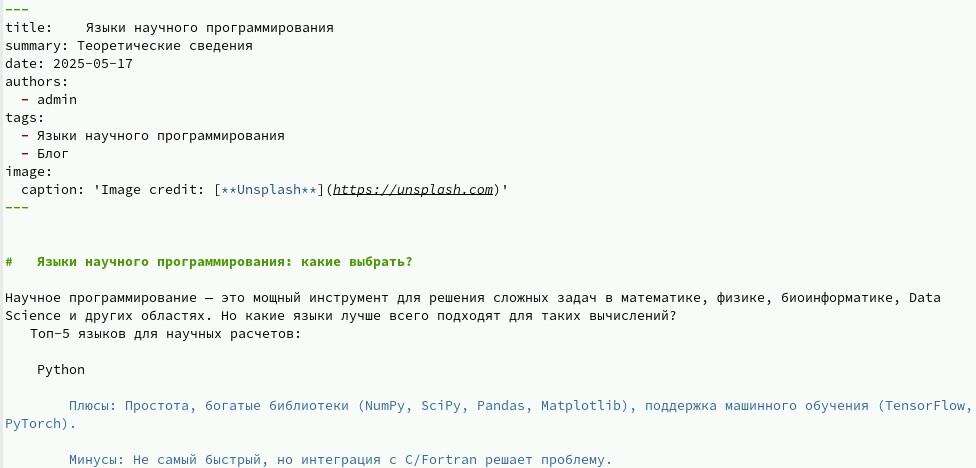 ---
title:    Языки научного программирования
summary: Теоретические сведения
date: 2025-05-17
authors:
  - admin
tags:
  - Языки научного программирования
  - Блог
image:
  caption: 'Image credit: [**Unsplash**](https://unsplash.com)'
---
#   Языки научного программирования: какие выбрать?
Научное программирование — это мощный инструмент для решения сложных задач в математике, физике, биоинформатике, Data
Science и других областях. Но какие языки лучше всего подходят для таких вычислений?
   Топ-5 языков для научных расчетов:
    Python
        Плюсы: Простота, богатые библиотеки (NumPy, SciPy, Pandas, Matplotlib), поддержка машинного обучения (TensorFlow,
PyTorch).
        Минусы: Не самый быстрый, но интеграция с C/Fortran решает проблему.